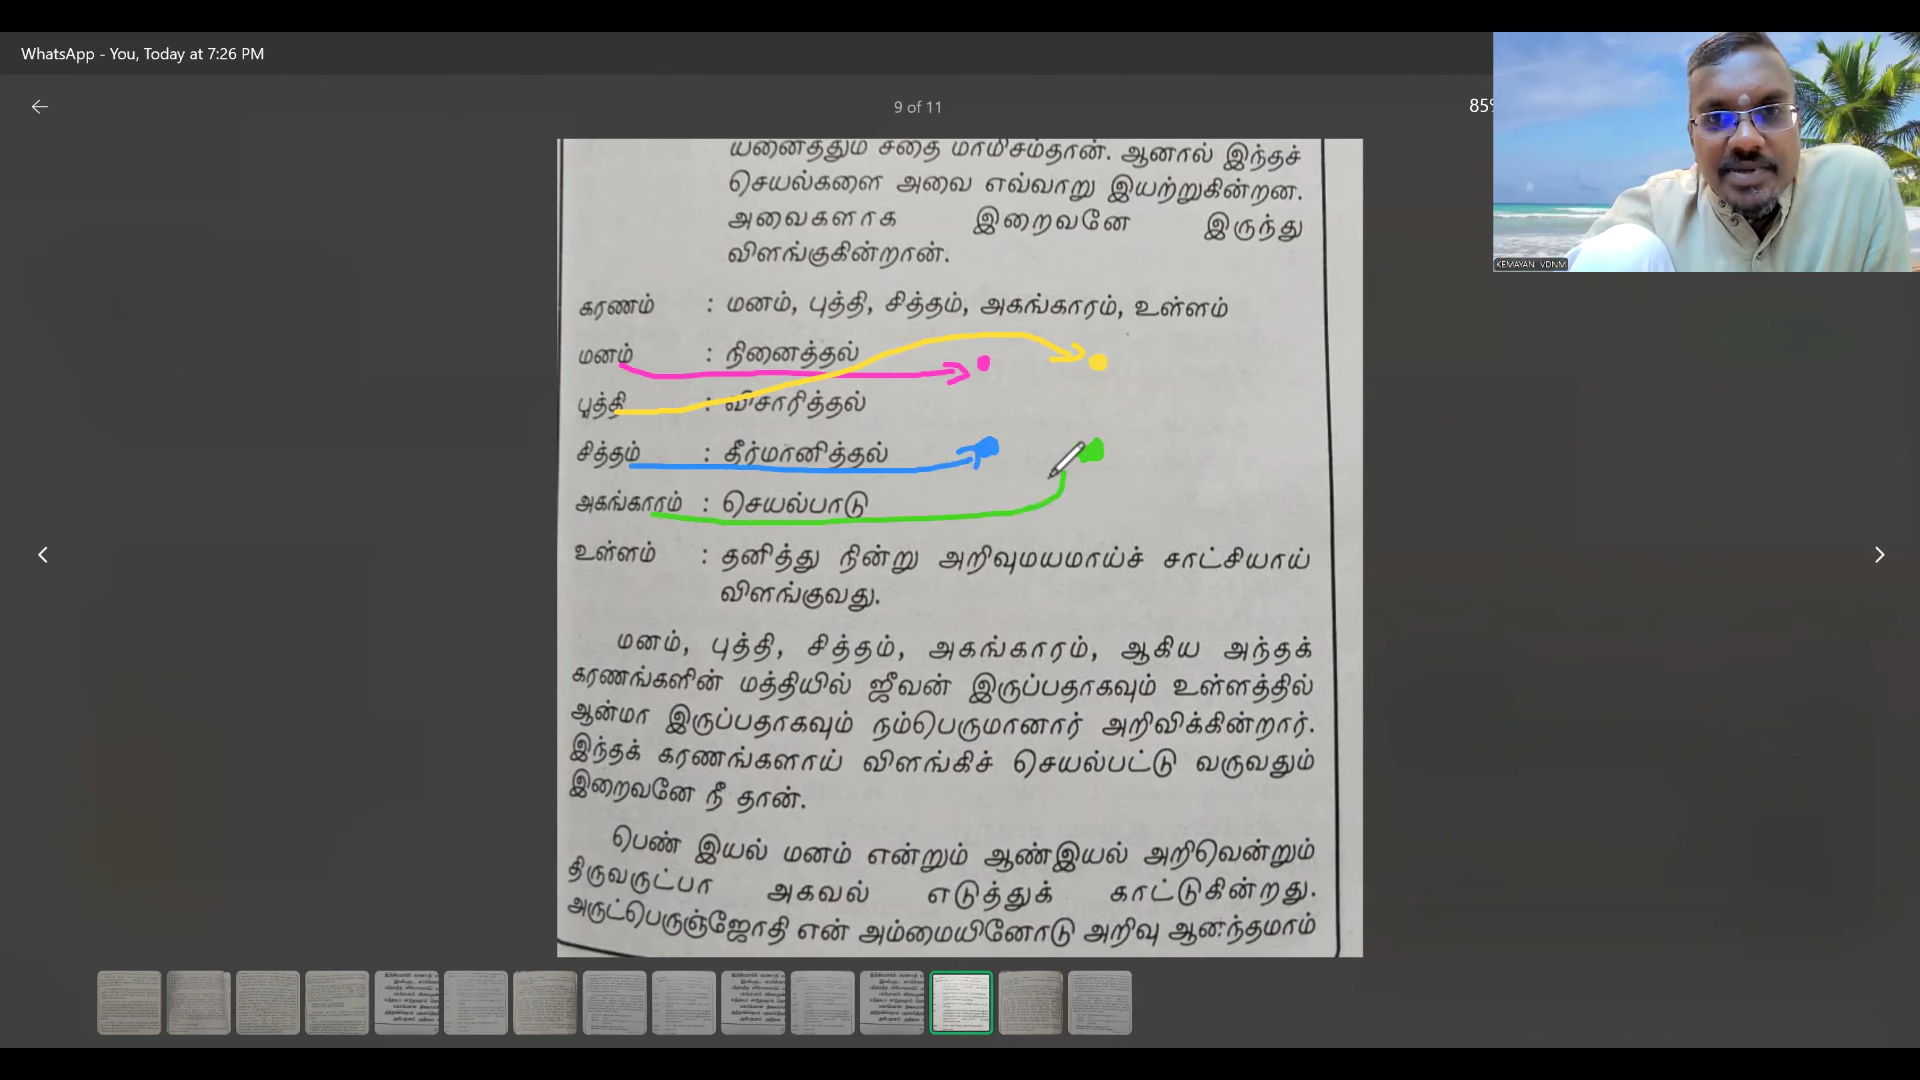 WhatsApp - You, Today at 7:26 PM
9 of 11
85%
KEMAYAN VDNM
யனைத்தும் சதை மாமிசம்தான். ஆனால் இந்தச்
செயல்களை அவை எவ்வாறு இயற்றுகின்றன.
அவைகளாக இறைவனே இருந்து
விளங்குகின்றான்.
கரணம் : மனம், புத்தி, சித்தம், அகங்காரம், உள்ளம்
மனம் : நினைத்தல்
புத்தி : விசாரித்தல்
சித்தம் : தீர்மானித்தல்
அகங்காரம் : செயல்பாடு
உள்ளம் : தனித்து நின்று அறிவுமயமாய்ச் சாட்சியாய்
விளங்குவது.
மனம், புத்தி, சித்தம், அகங்காரம், ஆகிய அந்தக்
கரணங்களின் மத்தியில் ஜீவன் இருப்பதாகவும் உள்ளத்தில்
ஆன்மா இருப்பதாகவும் நம்பெருமானார் அறிவிக்கின்றார்.
இந்தக் கரணங்களாய் விளங்கிச் செயல்பட்டு வருவதும்
இறைவனே நீ தான்.
பெண் இயல் மனம் என்றும் ஆண்இயல் அறிவென்றும்
திருவருட்பா அகவல் எடுத்துக் காட்டுகின்றது.
அருட்பெருஞ்ஜோதி என் அம்மையினோடு அறிவு ஆனந்தமாம்